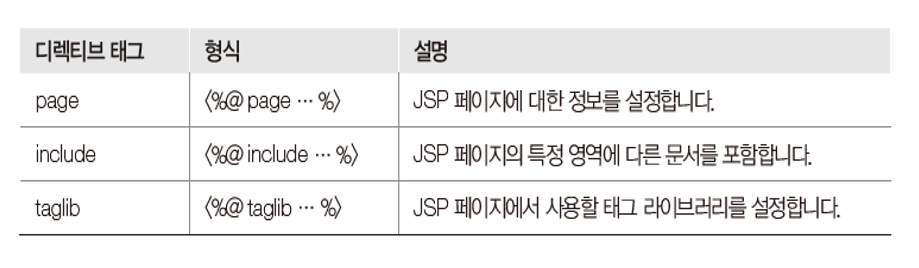 디렉티브 태그 형식 설명
page 〈%@ page … %〉 JSP 페이지에 대한 정보를 설정합니다.
include 〈%@ include … %〉 JSP 페이지의 특정 영역에 다른 문서를 포함합니다.
taglib 〈%@ taglib … %〉 JSP 페이지에서 사용할 태그 라이브러리를 설정합니다.